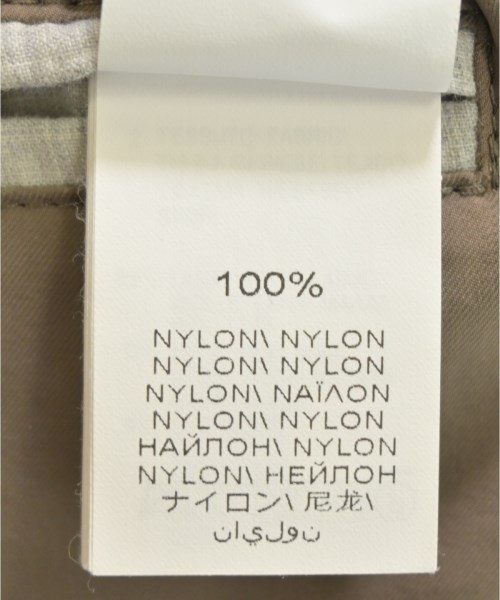 100%
NYLON\ NYLON
NYLON\ NYLON
NYLON\ ΝΑΪΛΟΝ
NYLON\ NYLON
НАЙЛОН\ NYLON
NYLON\ НЕЙЛОН
ナイロン\ 尼龙\
نايلون